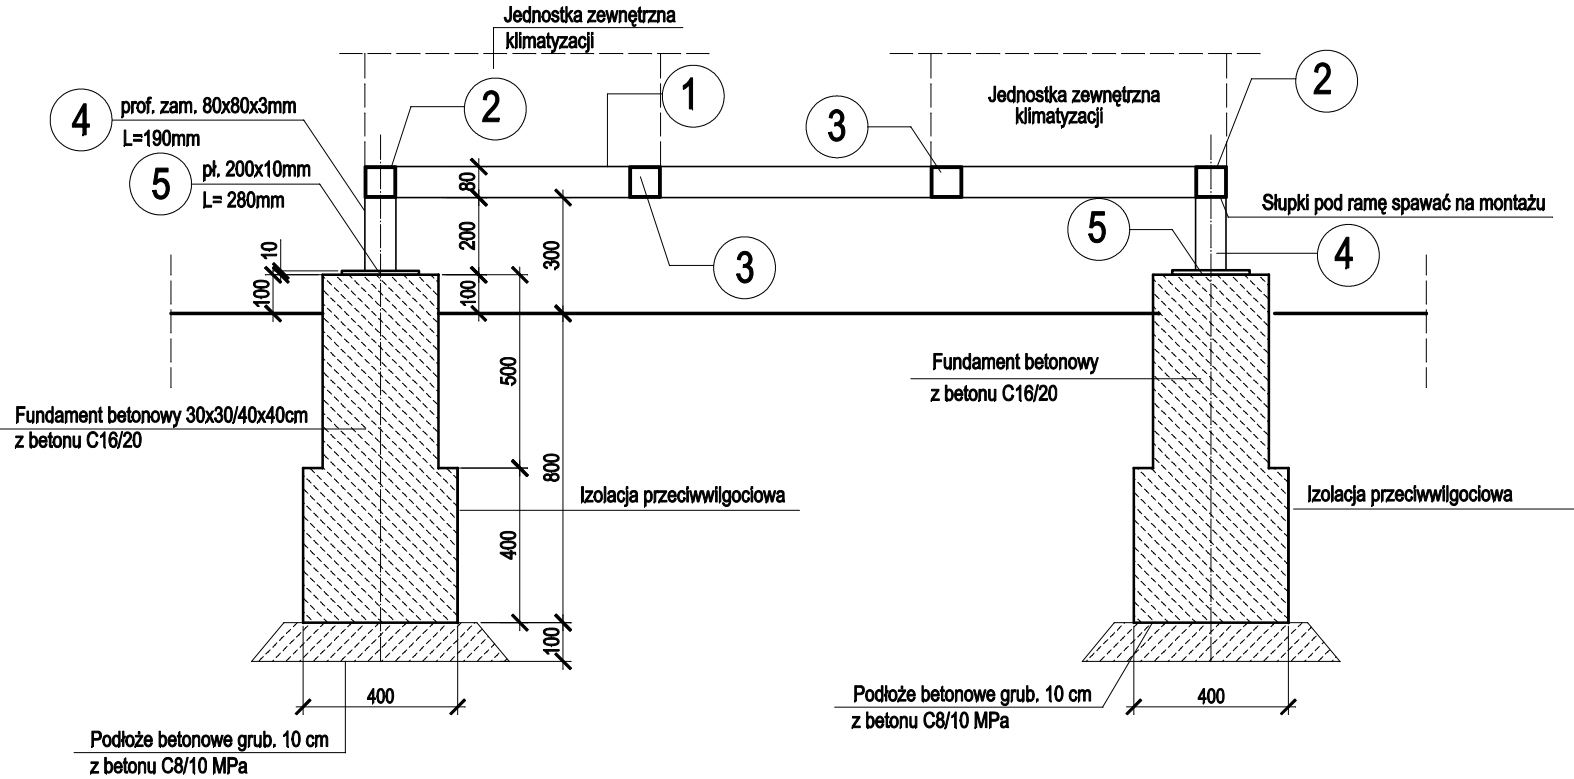 Jednostka zewnętrzna
klimatyzacji
4
prof. zam. 80x80x3mm
L=190mm
5
pł. 200x10mm
L= 280mm
2
1
3
Jednostka zewnętrzna
klimatyzacji
2
80
200
300
10
100
100
3
5
Słupki pod ramę spawać na montażu
4
500
Fundament betonowy
z betonu C16/20
Fundament betonowy 30x30/40x40cm
z betonu C16/20
800
Izolacja przeciwwilgociowa
Izolacja przeciwwilgociowa
400
100
400
400
Podłoże betonowe grub. 10 cm
z betonu C8/10 MPa
Podłoże betonowe grub. 10 cm
z betonu C8/10 MPa